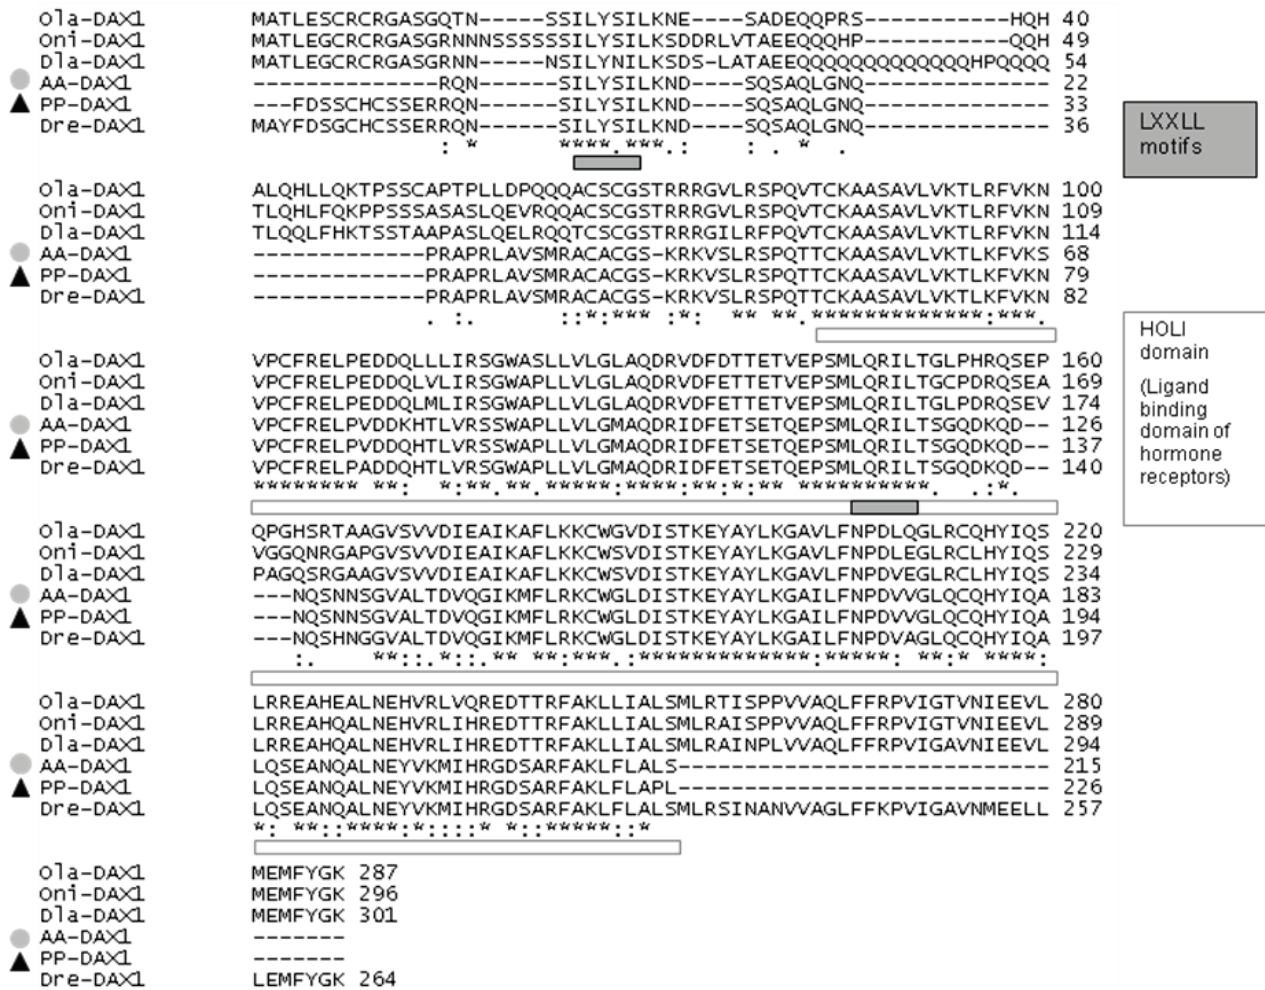 Ola-DAX1 MATLESCRCRGASGQTN-----SSILYSILKNE----SADEQQPRS-----------HQH 40
Oni-DAX1 MATLEGCRCRGASGRNNNSSSSSSILYSILKSDDRLVTAEEQQQHP-----------QQH 49
Dla-DAX1 MATLEGCRCRGASGRNN-----NSILYNILKSDS-LATAEEQQQQQQQQQQQQQHPQQQQ 54
AA-DAX1 --------------RQN------SILYSILKND----SQSAQLGNQ-------------- 22
PP-DAX1 ---FDSSCHCSSERRQN------SILYSILKND----SQSAQLGNQ-------------- 33
Dre-DAX1 MAYFDSGCHCSSERRQN------SILYSILKND----SQSAQLGNQ-------------- 36
: * ****.***.: : . * .
LXXLL
motifs
Ola-DAX1 ALQHLLQKTPSSCAPTPLLDPQQQACSCGSTRRRGVLRSPQVTCKAASAVLVKTLRFVKN 100
Oni-DAX1 TLQHLFQKPPSSSASASLQEVRQQACSCGSTRRRGVLRSPQVTCKAASAVLVKTLRFVKN 109
Dla-DAX1 TLQQLFHKTSSTAAPASLQELRQQTCSCGSTRRRGILRFPQVTCKAASAVLVKTLRFVKN 114
AA-DAX1 -------------PRAPRLAVSMRACACGS-KRKVSLRSPQTTCKAASAVLVKTLKFVKS 68
PP-DAX1 -------------PRAPRLAVSMRACACGS-KRKVSLRSPQTTCKAASAVLVKTLKFVKN 79
Dre-DAX1 -------------PRAPRLAVSMRACACGS-KRKVSLRSPQTTCKAASAVLVKTLKFVKN 82
. :. ::*:*** :*: ** **.*************:***.
HOLI
domain
(Ligand
binding
domain of
hormone
receptors)
Ola-DAX1 VPCFRELPEDDQLLLIRSGWASLLVLGLAQDRVDFDTTETVEPSMLQRILTGLPHRQSEP 160
Oni-DAX1 VPCFRELPEDDQLVLIRSGWAPLLVLGLAQDRVDFETTETVEPSMLQRILTGCPDRQSEA 169
Dla-DAX1 VPCFRELPEDDQLMLIRSGWAPLLVLGLAQDRVDFETTETVEPSMLQRILTGLPDRQSEV 174
AA-DAX1 VPCFRELPVDDKHTLVRSSWAPLLVLGMAQDRIDFETSETQEPSMLQRILTSGQDKQD-- 126
PP-DAX1 VPCFRELPVDDQHTLVRSSWAPLLVLGMAQDRIDFETSETQEPSMLQRILTSGQDKQD-- 137
Dre-DAX1 VPCFRELPADDQHTLVRSSWAPLLVLGMAQDRIDFETSETQEPSMLQRILTSGQDKQD-- 140
******** **: *:**.**.*****:****:**:*:** **********. .:*.
Ola-DAX1 QPGHSRTAAGVSVVDIEAIKAFLKKCWGVDISTKEYAYLKGAVLFNPDLQGLRCQHYIQS 220
Oni-DAX1 VGGQNRGAPGVSVVDIEAIKAFLKKCWSVDISTKEYAYLKGAVLFNPDLEGLRCLHYIQS 229
Dla-DAX1 PAGQSRGAAGVSVVDIEAIKAFLKKCWSVDISTKEYAYLKGAVLFNPDVEGLRCLHYIQS 234
AA-DAX1 ---NQSNNSGVALTDVQGIKMFLRKCWGLDISTKEYAYLKGAILFNPDVVGLQCQHYIQA 183
PP-DAX1 ---NQSNNSGVALTDVQGIKMFLRKCWGLDISTKEYAYLKGAILFNPDVVGLQCQHYIQA 194
Dre-DAX1 ---NQSHNGGVALTDVQGIKMFLRKCWGLDISTKEYAYLKGAILFNPDVAGLQCQHYIQA 197
:. **::.*::.** **:***.:*************:*****: **:* ****:
Ola-DAX1 LRREAHEALNEHVRLVQREDTTRFAKLLIALSMLRTISPPVVAQLFFRPVIGTVNIEEVL 280
Oni-DAX1 LRREAHQALNEHVRLIHREDTTRFAKLLIALSMLRAISPPVVAQLFFRPVIGTVNIEEVL 289
Dla-DAX1 LRREAHQALNEHVRLIHREDTTRFAKLLIALSMLRAINPLVVAQLFFRPVIGAVNIEEVL 294
AA-DAX1 LQSEANQALNEYVKMIHRGDSARFAKLFLALS---------------------------- 215
PP-DAX1 LQSEANQALNEYVKMIHRGDSARFAKLFLAPL---------------------------- 226
Dre-DAX1 LQSEANQALNEYVKMIHRGDSARFAKLFLALSMLRSINANVVAGLFFKPVIGAVNMEELL 257
*: **::****:*::::* *::*****::*
Ola-DAX1 MEMFYGK 287
Oni-DAX1 MEMFYGK 296
Dla-DAX1 MEMFYGK 301
AA-DAX1 -------
PP-DAX1 -------
Dre-DAX1 LEMFYGK 264